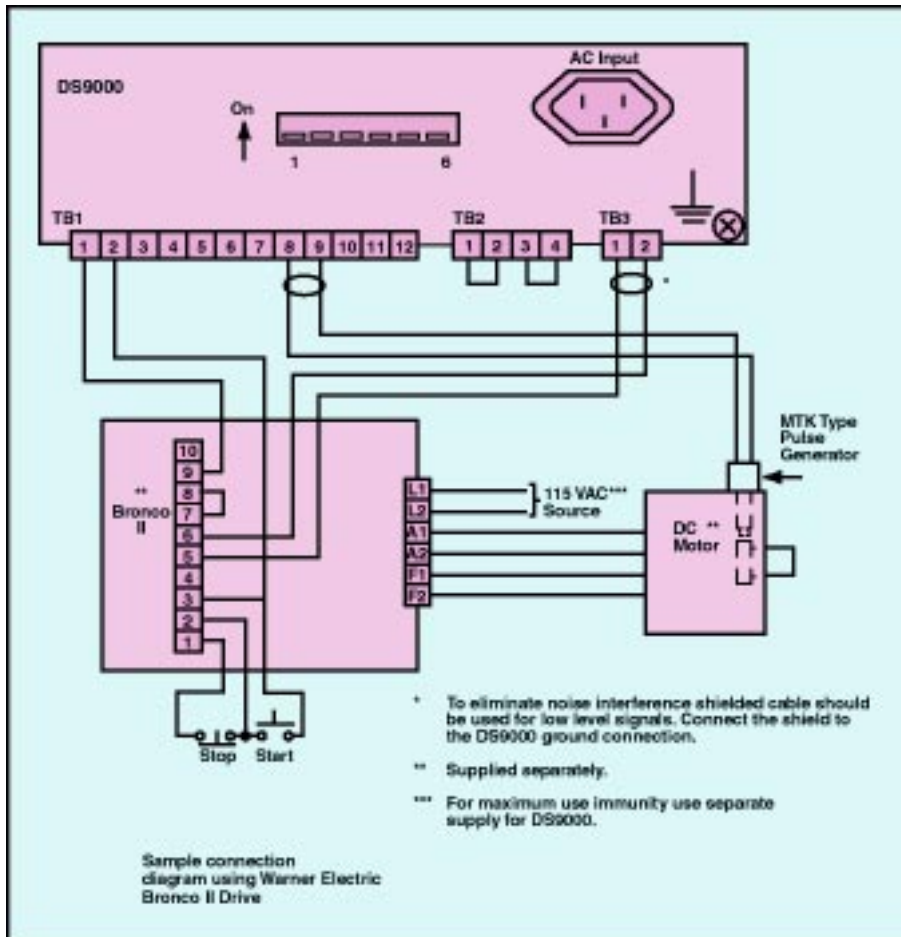 AC Input
DS9000
On
1 6
TB1 TB2 TB3
1 2 3 4 5 6 7 8 9 10 11 12 1 2 3 4 1 2
*
MTK Type
Pulse
Generator
10
9
8
7
6
5
4
3
2
1
**
Bronco
II
L1
L2
A1
A2
F1
F2
115 VAC***
Source
DC **
Motor
Stop Start
* To eliminate noise interference shielded cable should
be used for low level signals. Connect the shield to
the DS9000 ground connection.
** Supplied separately.
*** For maximum use immunity use separate
supply for DS9000.
Sample connection
diagram using Warner Electric
Bronco II Drive